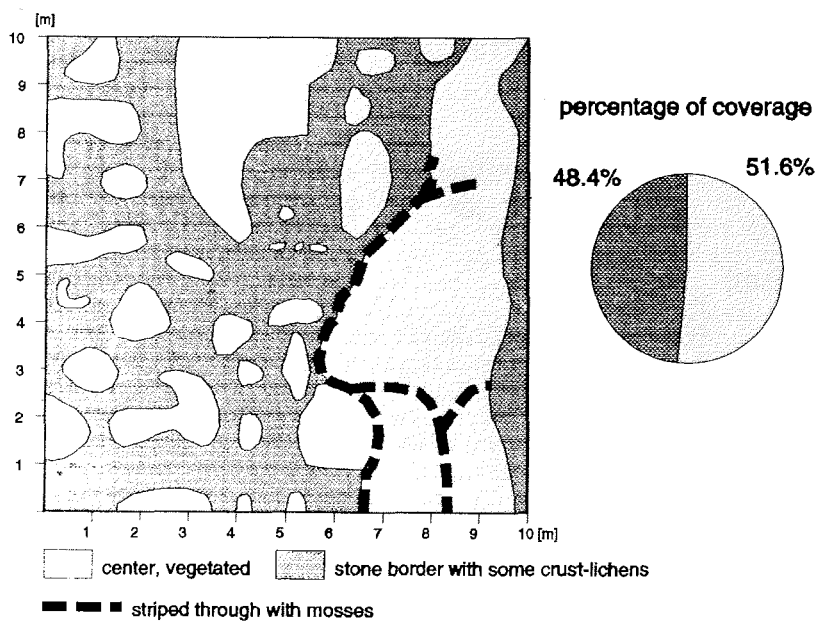 [m]
10
9
8
7
6
5
4
3
2
1
1 2 3 4 5 6 7 8 9 10 [m]
percentage of coverage
48.4% 51.6%
center, vegetated stone border with some crust-lichens
striped through with mosses